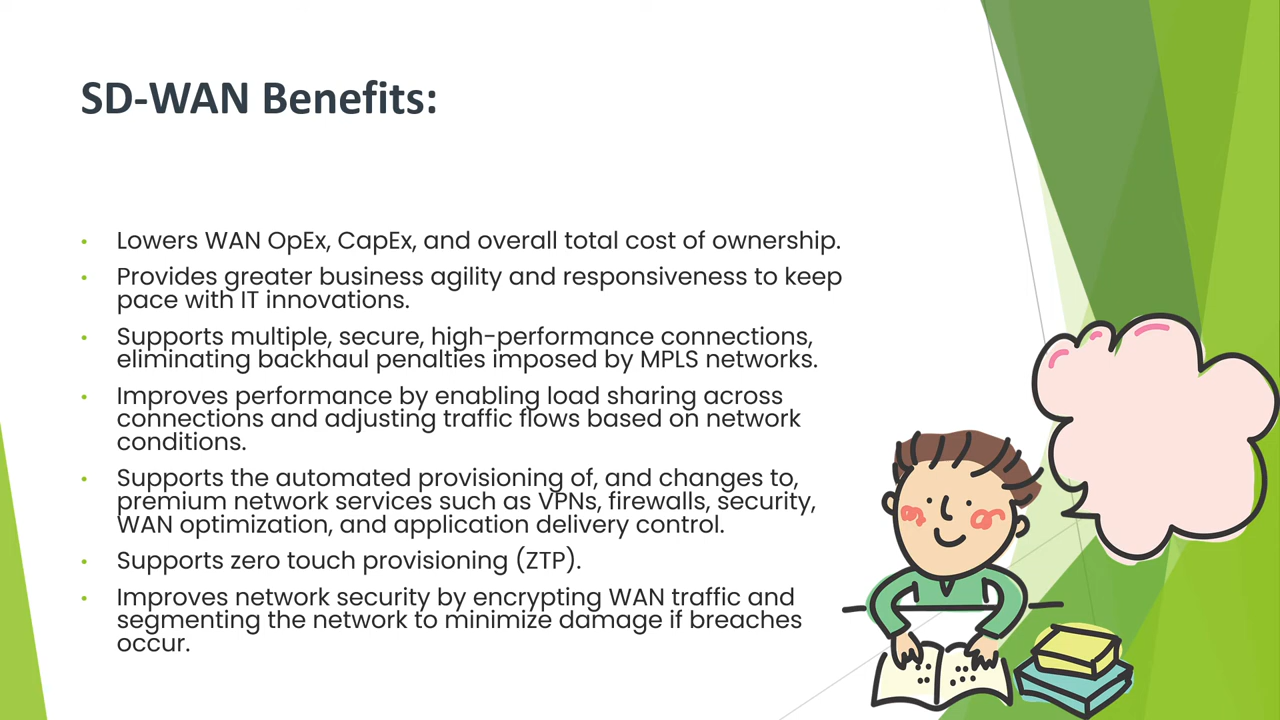 SD-WAN Benefits:
• Lowers WAN OpEx, CapEx, and overall total cost of ownership.
• Provides greater business agility and responsiveness to keep
pace with IT innovations.
• Supports multiple, secure, high-performance connections,
eliminating backhaul penalties imposed by MPLS networks.
• Improves performance by enabling load sharing across
connections and adjusting traffic flows based on network
conditions.
• Supports the automated provisioning of, and changes to,
premium network services such as VPNs, firewalls, security,
WAN optimization, and application delivery control.
• Supports zero touch provisioning (ZTP).
• Improves network security by encrypting WAN traffic and
segmenting the network to minimize damage if breaches
occur.